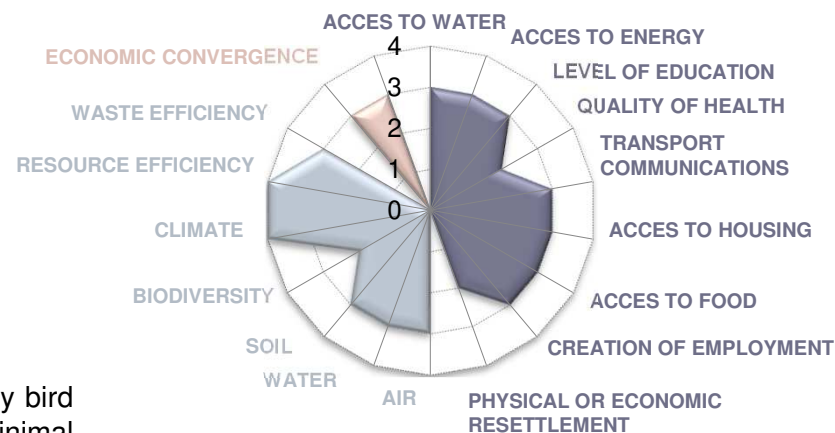 ACCES TO WATER
ACCES TO ENERGY
LEVEL OF EDUCATION
QUALITY OF HEALTH
TRANSPORT
COMMUNICATIONS
ACCES TO HOUSING
ACCES TO FOOD
CREATION OF EMPLOYMENT
PHYSICAL OR ECONOMIC
RESETTLEMENT
AIR
WATER
SOIL
BIODIVERSITY
CLIMATE
RESOURCE EFFICIENCY
WASTE EFFICIENCY
ECONOMIC CONVERGENCE
4
3
2
1
0
y bird
nimal